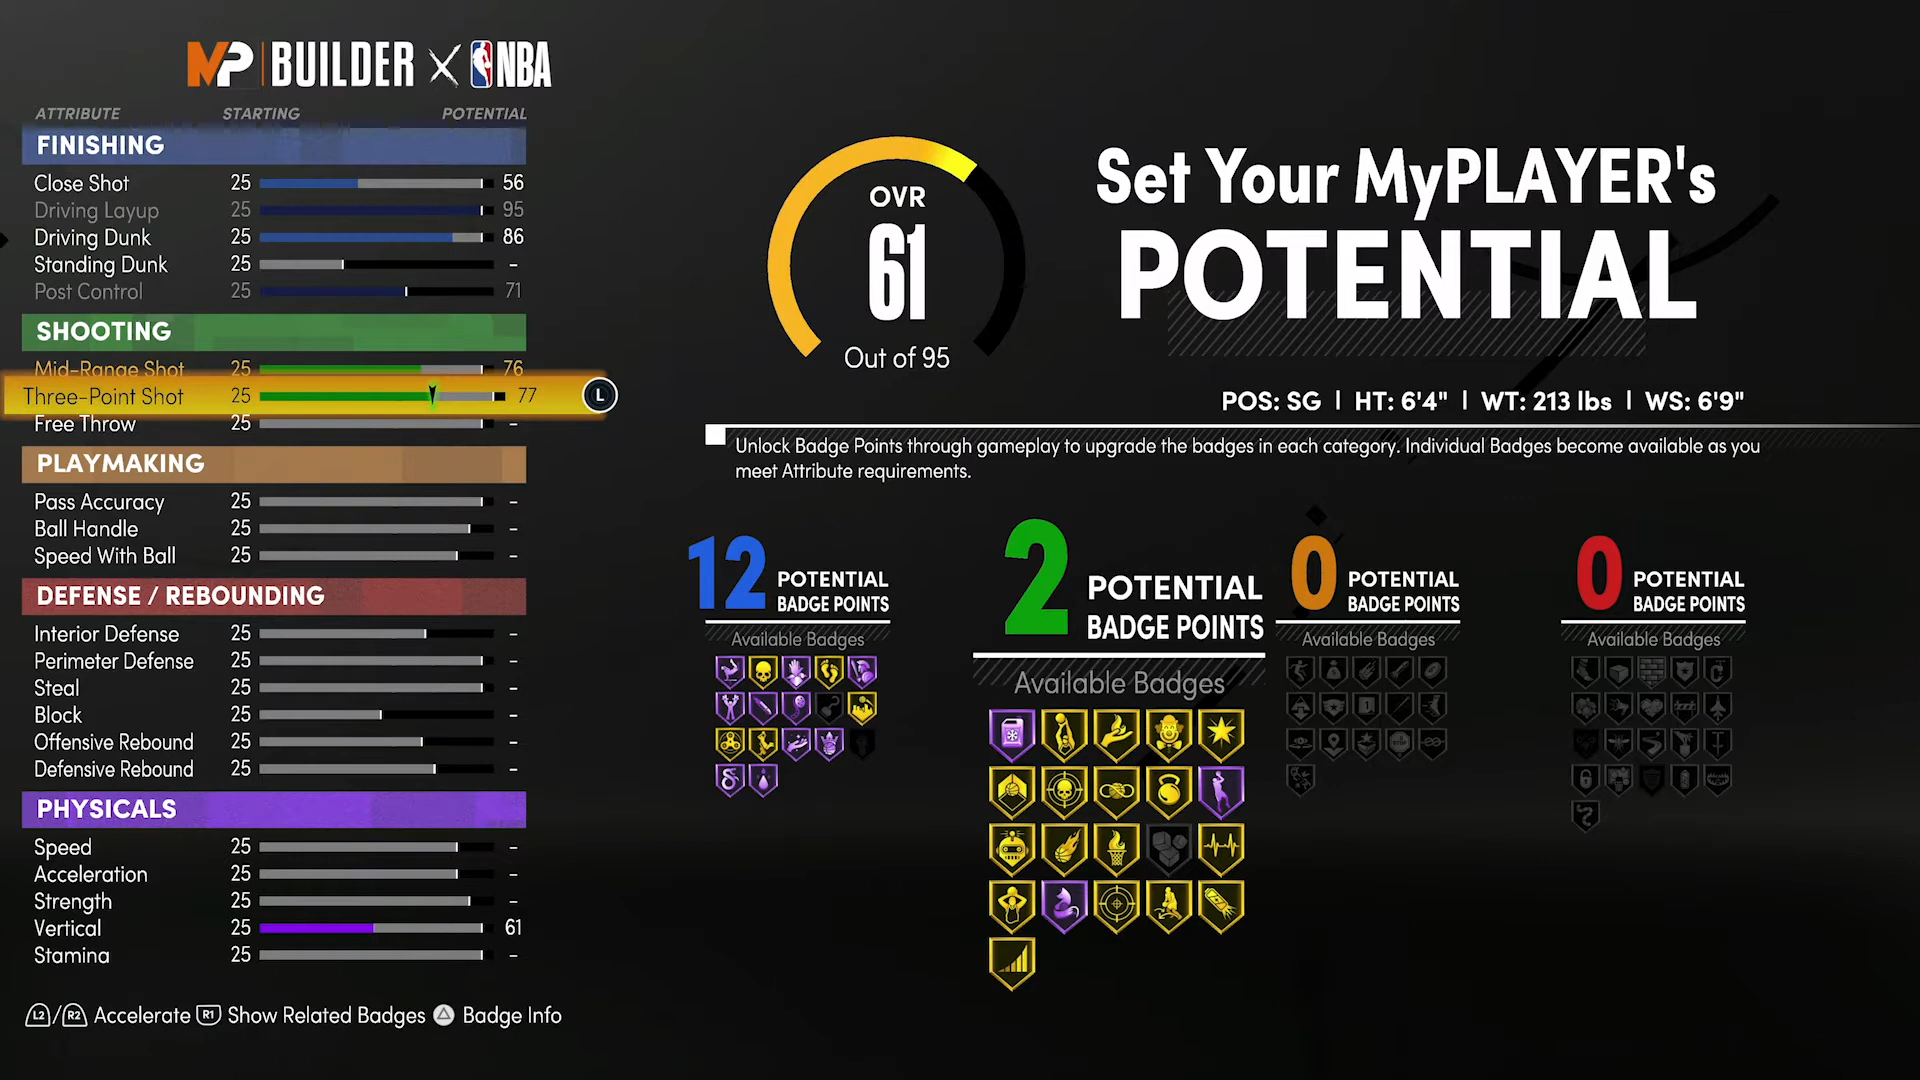 MP | BUILDER X NBA
ATTRIBUTE STARTING POTENTIAL
FINISHING
Close Shot 25 56
Driving Layup 25 95
Driving Dunk 25 86
Standing Dunk 25 -
Post Control 25 71
SHOOTING
Mid-Range Shot 25 76
Three-Point Shot 25 77 L
Free Throw 25 -
PLAYMAKING
Pass Accuracy 25 -
Ball Handle 25 -
Speed With Ball 25 -
DEFENSE / REBOUNDING
Interior Defense 25 -
Perimeter Defense 25 -
Steal 25 -
Block 25 -
Offensive Rebound 25 -
Defensive Rebound 25 -
PHYSICALS
Speed 25 -
Acceleration 25 -
Strength 25 -
Vertical 25 61
Stamina 25 -
L2/R2 Accelerate R1 Show Related Badges Badge Info
OVR
61
Out of 95
Set Your MyPLAYER's
POTENTIAL
POS: SG | HT: 6'4" | WT: 213 lbs | WS: 6'9"
Unlock Badge Points through gameplay to upgrade the badges in each category. Individual Badges become available as you
meet Attribute requirements.
12 POTENTIAL
BADGE POINTS
Available Badges
2 POTENTIAL
BADGE POINTS
Available Badges
0 POTENTIAL
BADGE POINTS
Available Badges
0 POTENTIAL
BADGE POINTS
Available Badges